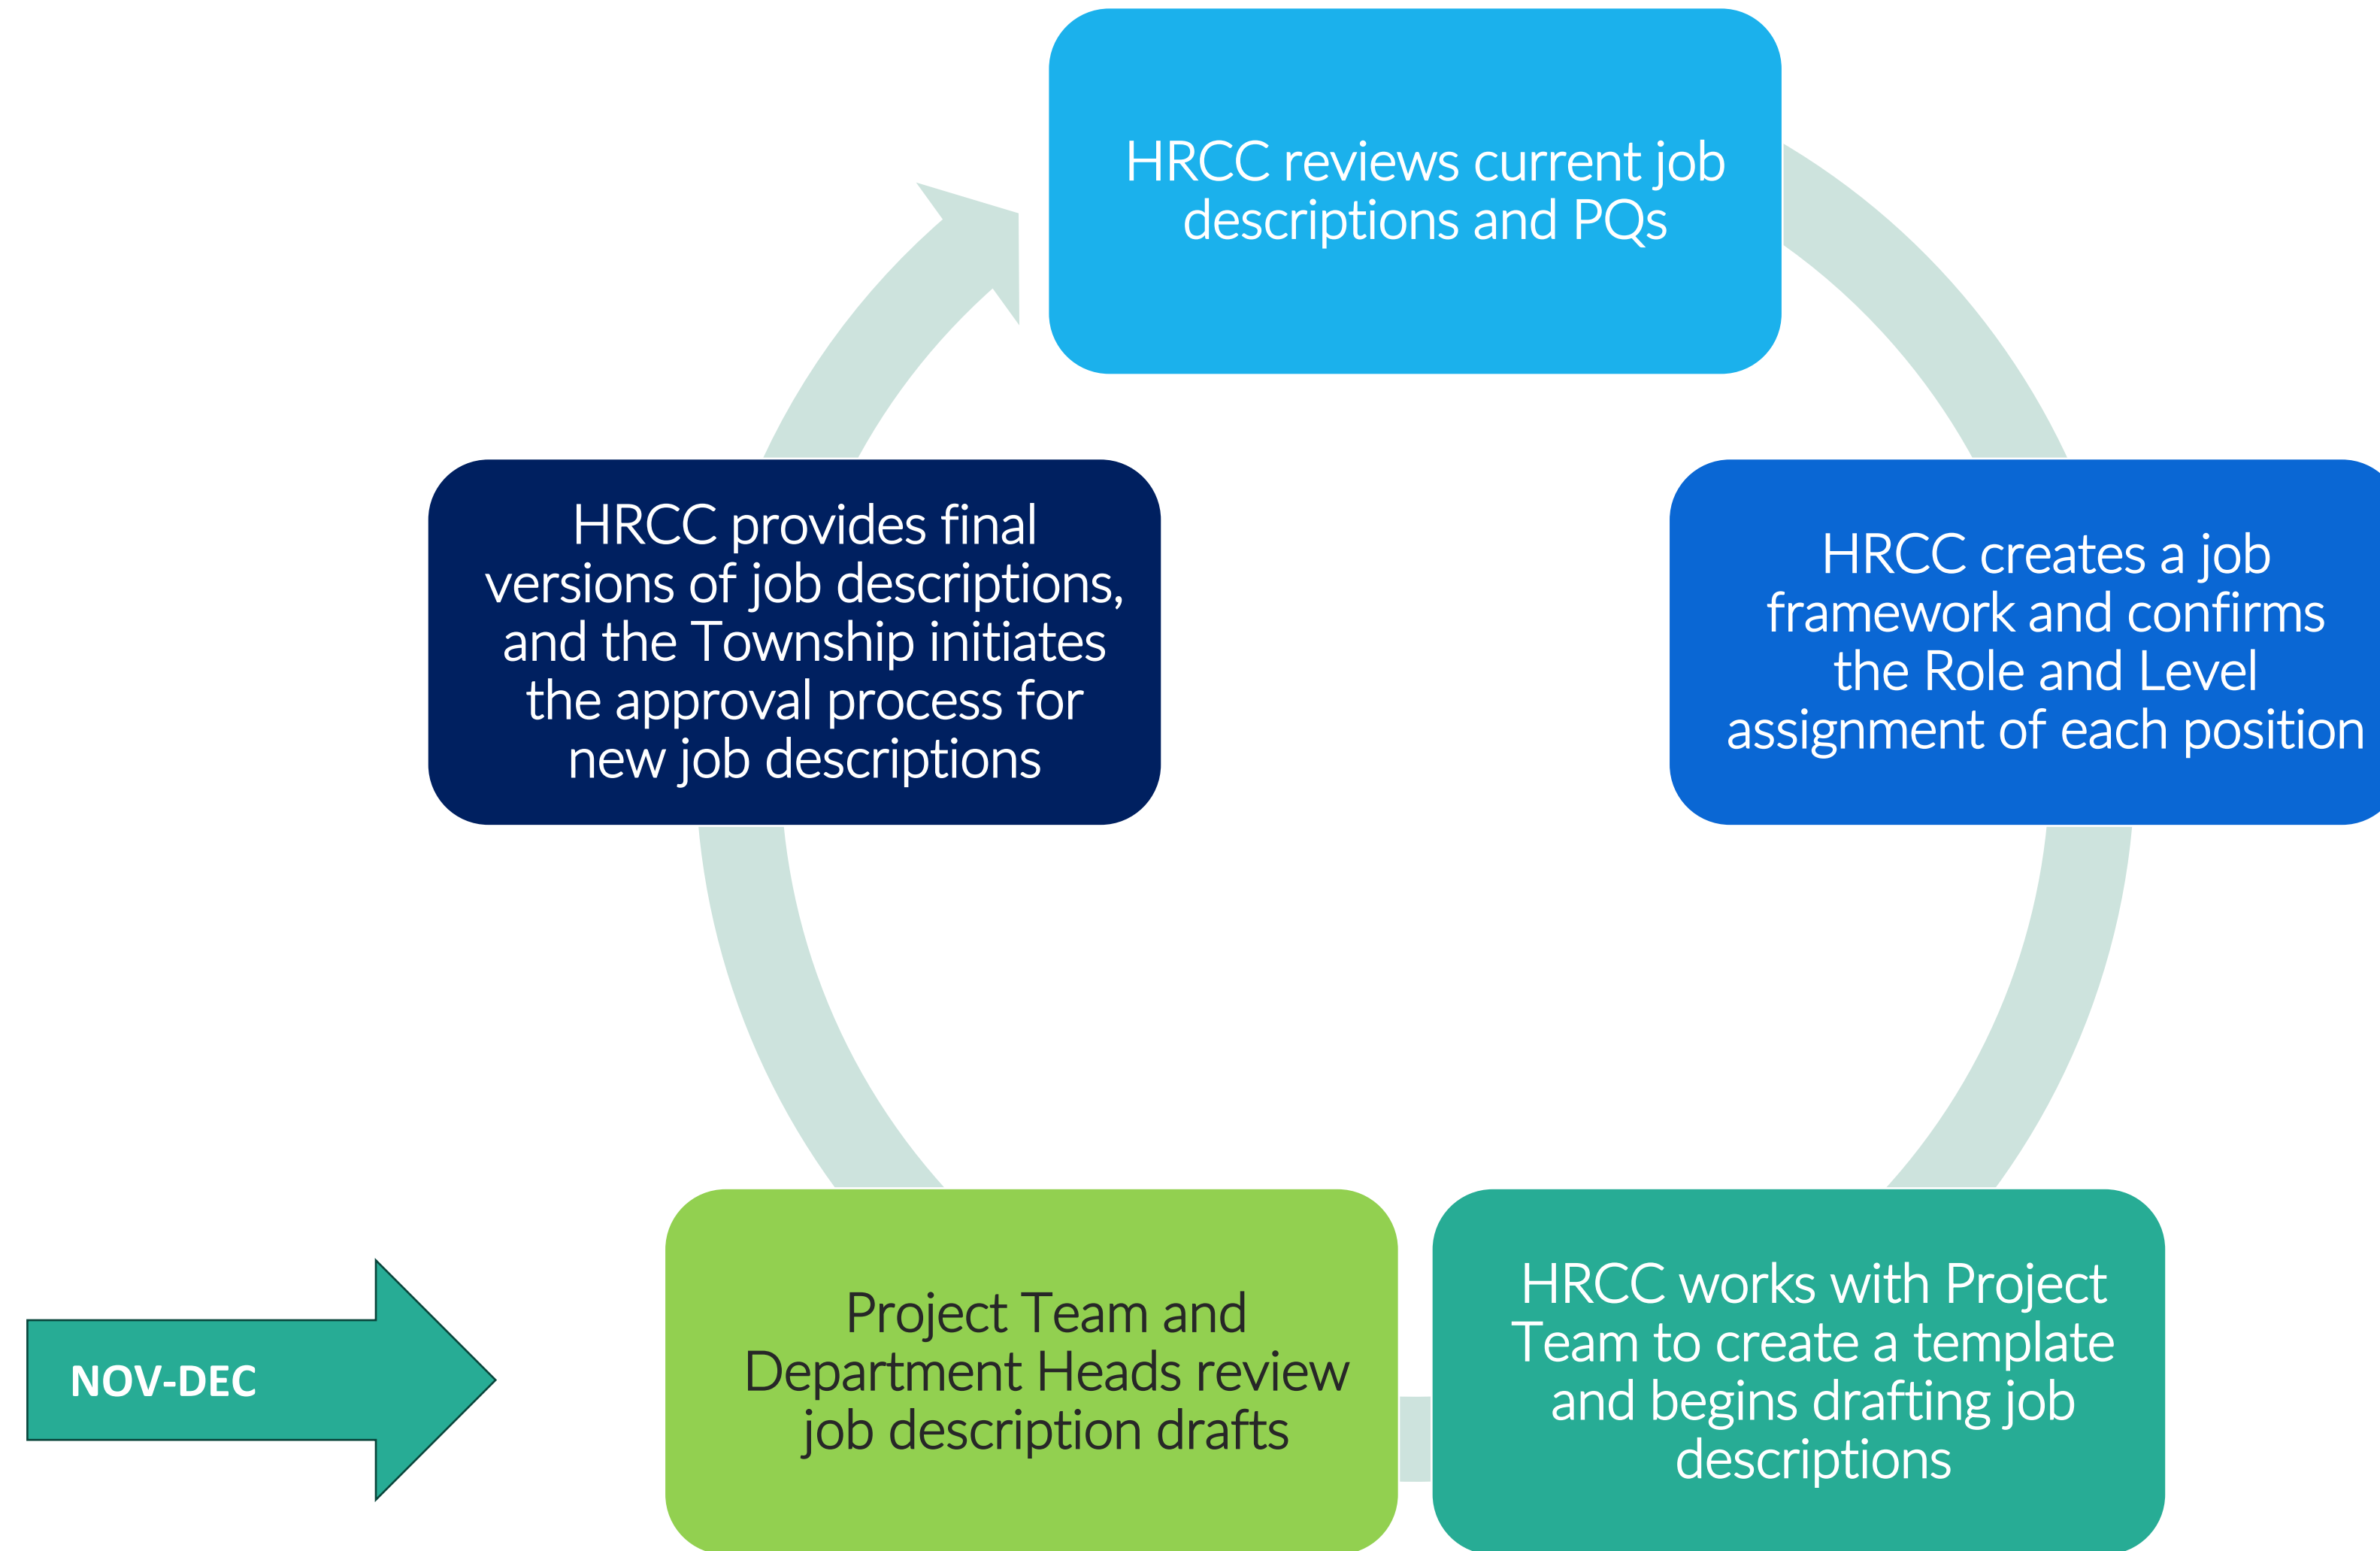 HRCC reviews current job
descriptions and PQs
HRCC creates a job
framework and confirms
the Role and Level
assignment of each position
HRCC works with Project
Team to create a template
and begins drafting job
descriptions
Project Team and
Department Heads review
job description drafts
HRCC provides final
versions of job descriptions,
and the Township initiates
the approval process for
new job descriptions
NOV-DEC